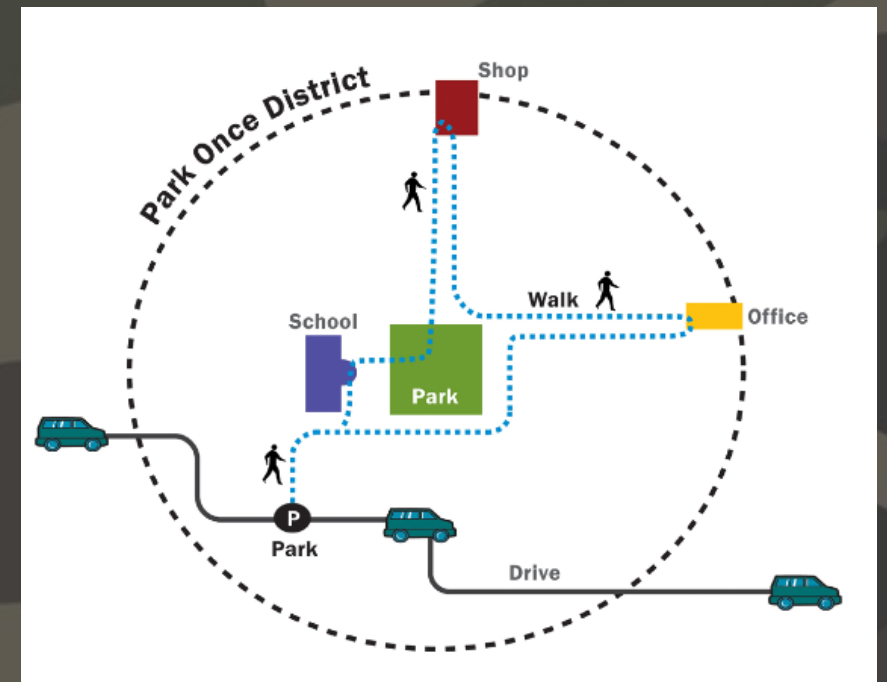 Park Once District
Shop
Walk
Office
School
Park
P
Park
Drive